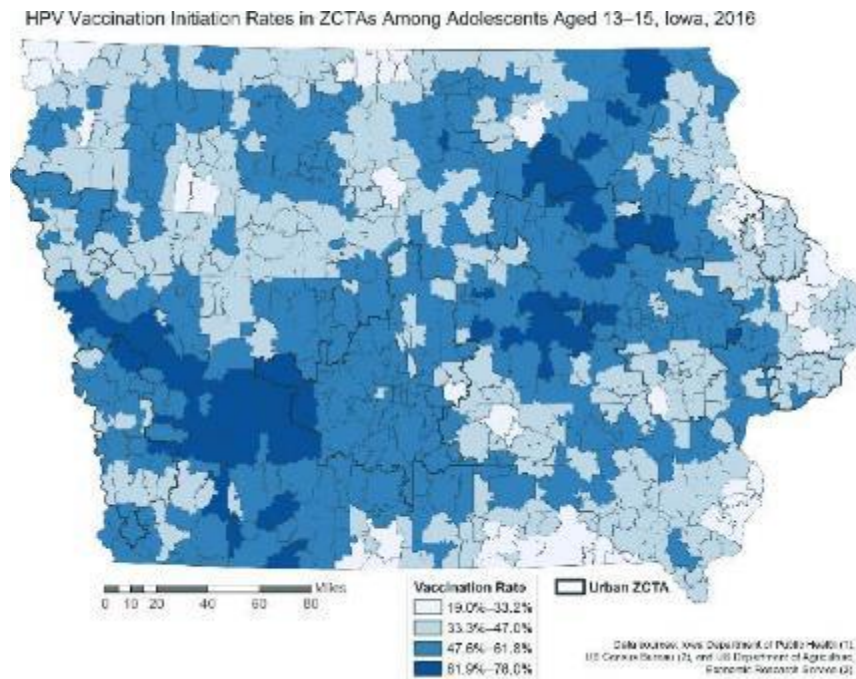 HPV Vaccination Initiation Rates in ZCTAs Among Adolescents Aged 13–15, Iowa, 2016
Miles
0 10 20 40 60 80
Vaccination Rate
Urban ZCTA
19.0%–33.2%
33.3%–47.0%
47.6%–61.8%
61.9%–76.0%
Data sources: Iowa Department of Public Health (1),
US Census Bureau (2), and US Department of Agriculture,
Economic Research Service (3)